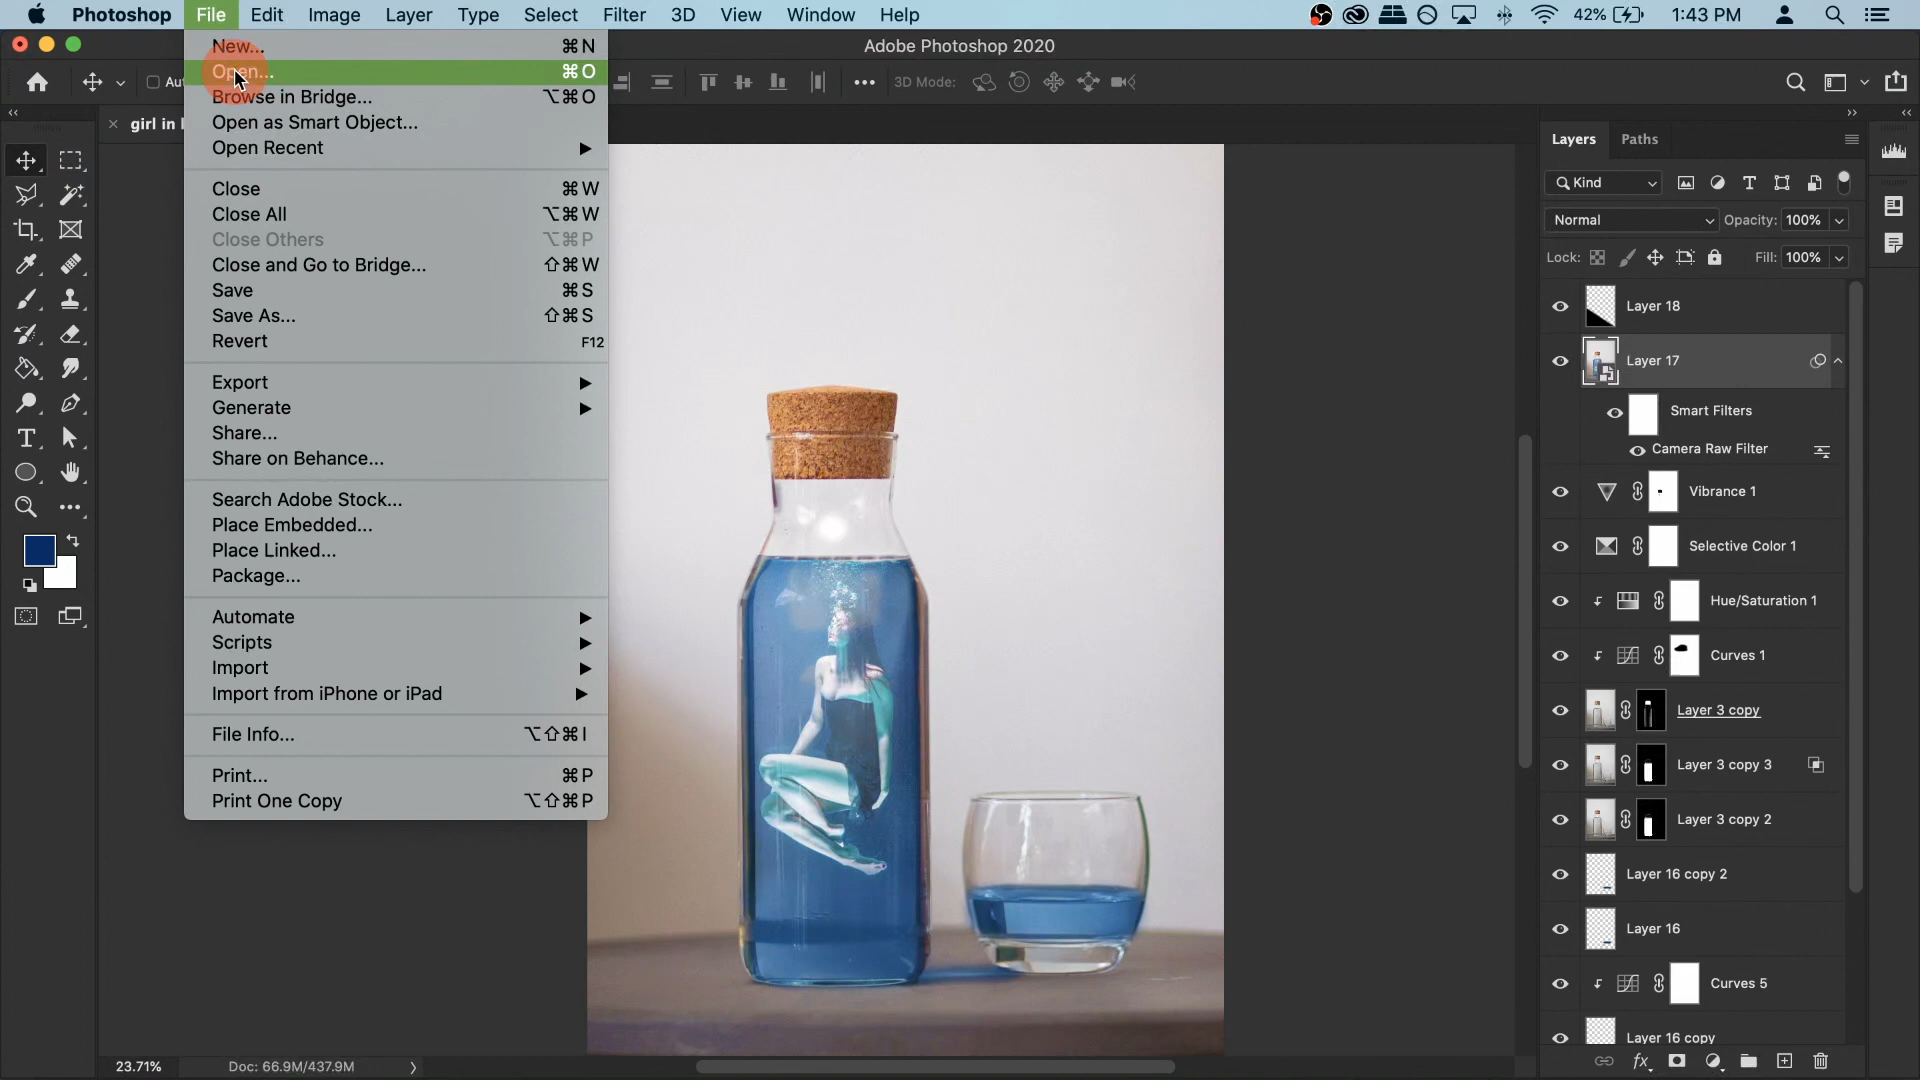 Photoshop File Edit Image Layer Type Select Filter 3D View Window Help 42% 1:43 PM
Adobe Photoshop 2020
New... ⌘N
Open... ⌘O
Browse in Bridge... ⌥⌘O
Open as Smart Object...
Open Recent
Close ⌘W
Close All ⌥⌘W
Close Others ⌥⌘P
Close and Go to Bridge... ⇧⌘W
Save ⌘S
Save As... ⇧⌘S
Revert F12
Export
Generate
Share...
Share on Behance...
Search Adobe Stock...
Place Embedded...
Place Linked...
Package...
Automate
Scripts
Import
Import from iPhone or iPad
File Info... ⌥⇧⌘I
Print... ⌘P
Print One Copy ⌥⇧⌘P
3D Mode:
girl in
Layers Paths
Kind
Normal Opacity: 100%
Lock: Fill: 100%
Layer 18
Layer 17
Smart Filters
Camera Raw Filter
Vibrance 1
Selective Color 1
Hue/Saturation 1
Curves 1
Layer 3 copy
Layer 3 copy 3
Layer 3 copy 2
Layer 16 copy 2
Layer 16
Curves 5
Layer 16 copy
23.71% Doc: 66.9M/437.9M